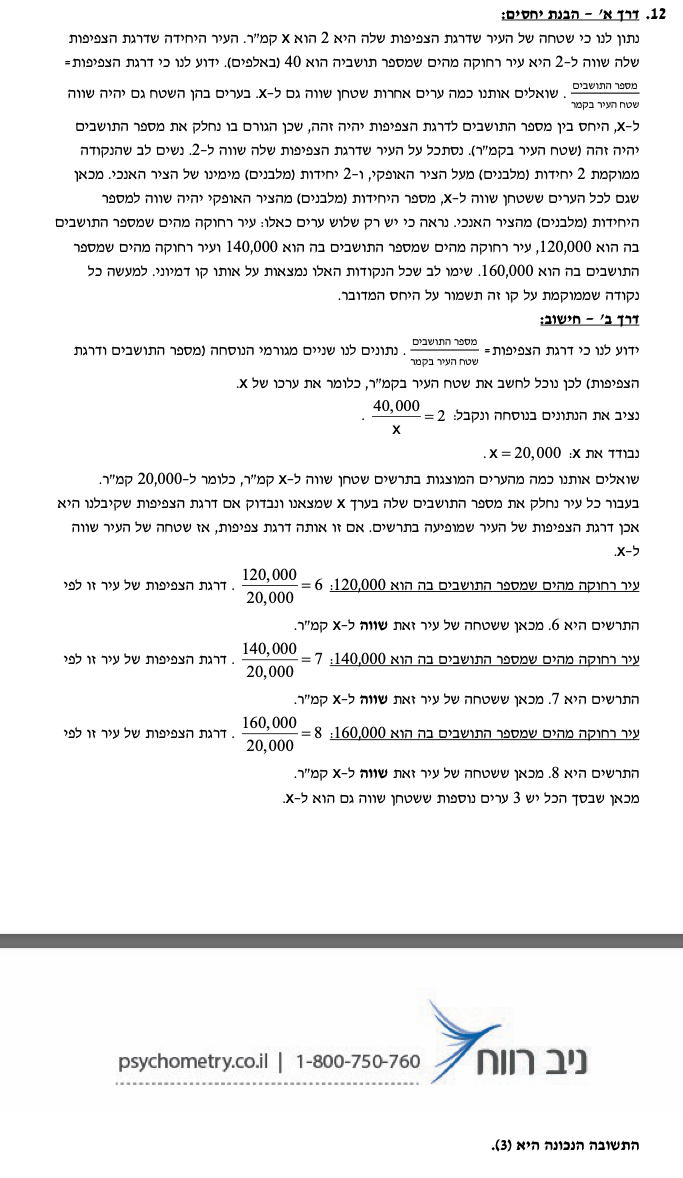 12. דרך א' – הבנת יחסים:
נתון לנו כי שטחה של העיר שדרגת הצפיפות שלה היא 2 הוא x קמ"ר. העיר היחידה שדרגת הצפיפות
שלה שווה ל-2 היא עיר רחוקה מהים שמספר תושביה הוא 40 (באלפים). ידוע לנו כי דרגת הצפיפות=
מספר התושבים / שטח העיר בקמר . שואלים אותנו כמה ערים אחרות שטחן שווה גם ל-x. בערים בהן השטח גם יהיה שווה
ל-x, היחס בין מספר התושבים לדרגת הצפיפות יהיה זהה, שכן הגורם בו נחלק את מספר התושבים
יהיה זהה (שטח העיר בקמ"ר). נסתכל על העיר שדרגת הצפיפות שלה שווה ל-2. נשים לב שהנקודה
ממוקמת 2 יחידות (מלבנים) מעל הציר האופקי, ו-2 יחידות (מלבנים) מימינו של הציר האנכי. מכאן
שגם לכל הערים ששטחן שווה ל-x, מספר היחידות (מלבנים) מהציר האופקי יהיה שווה למספר
היחידות (מלבנים) מהציר האנכי. נראה כי יש רק שלוש ערים כאלו: עיר רחוקה מהים שמספר התושבים
בה הוא 120,000, עיר רחוקה מהים שמספר התושבים בה הוא 140,000 ועיר רחוקה מהים שמספר
התושבים בה הוא 160,000. שימו לב שכל הנקודות האלו נמצאות על אותו קו דמיוני. למעשה כל
נקודה שממוקמת על קו זה תשמור על היחס המדובר.
דרך ב' – חישוב:
ידוע לנו כי דרגת הצפיפות= מספר התושבים / שטח העיר בקמר . נתונים לנו שניים מגורמי הנוסחה (מספר התושבים ודרגת
הצפיפות) לכן נוכל לחשב את שטח העיר בקמ"ר, כלומר את ערכו של x.
נציב את הנתונים בנוסחה ונקבל: 40,000 / x = 2 .
נבודד את x: x = 20,000 .
שואלים אותנו כמה מהערים המוצגות בתרשים שטחן שווה ל-x קמ"ר, כלומר ל-20,000 קמ"ר.
בעבור כל עיר נחלק את מספר התושבים שלה בערך x שמצאנו ונבדוק אם דרגת הצפיפות שקיבלנו היא
אכן דרגת הצפיפות של העיר שמופיעה בתרשים. אם זו אותה דרגת צפיפות, אז שטחה של העיר שווה
ל-x.
עיר רחוקה מהים שמספר התושבים בה הוא 120,000: 120,000 / 20,000 = 6 . דרגת הצפיפות של עיר זו לפי
התרשים היא 6. מכאן ששטחה של עיר זאת שווה ל-x קמ"ר.
עיר רחוקה מהים שמספר התושבים בה הוא 140,000: 140,000 / 20,000 = 7 . דרגת הצפיפות של עיר זו לפי
התרשים היא 7. מכאן ששטחה של עיר זאת שווה ל-x קמ"ר.
עיר רחוקה מהים שמספר התושבים בה הוא 160,000: 160,000 / 20,000 = 8 . דרגת הצפיפות של עיר זו לפי
התרשים היא 8. מכאן ששטחה של עיר זאת שווה ל-x קמ"ר.
מכאן שבסך הכל יש 3 ערים נוספות ששטחן שווה גם הוא ל-x.
ניב רווח
psychometry.co.il | 1-800-750-760
התשובה הנכונה היא (3).